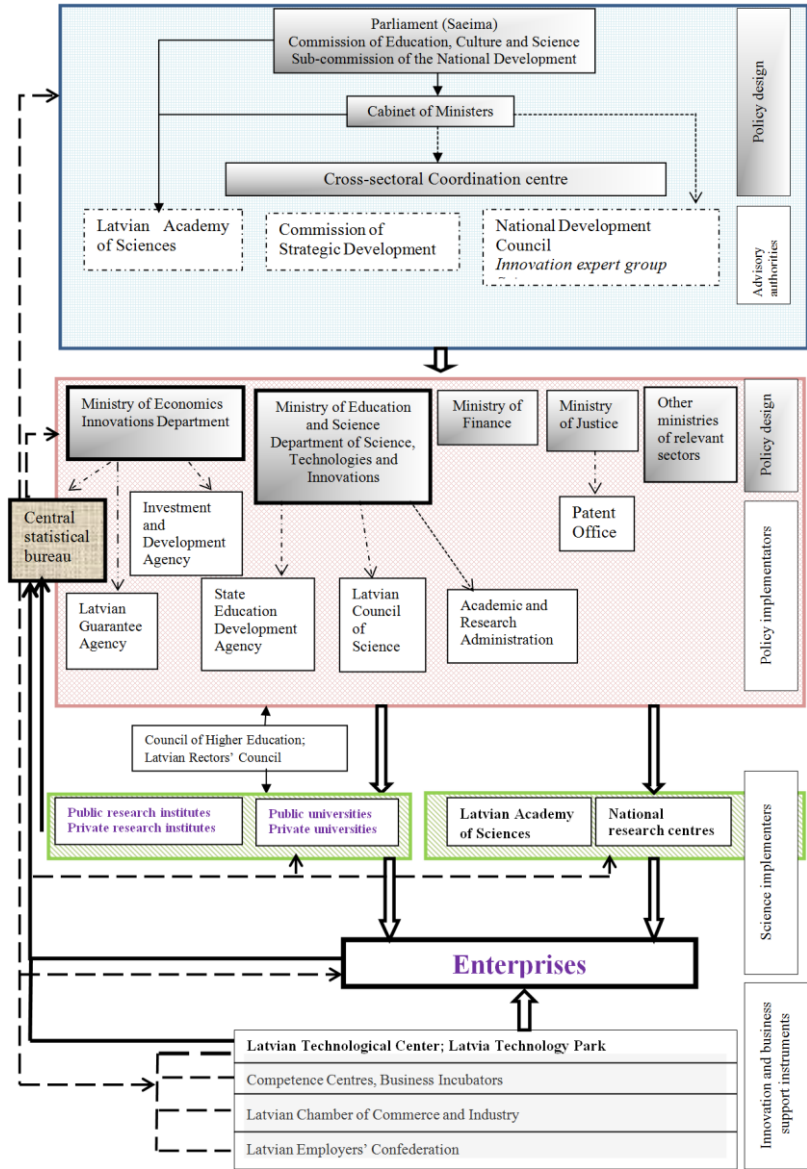 Parliament (Saeima)
Commission of Education, Culture and Science
Sub-commission of the National Development
Policy design
Cabinet of Ministers
Cross-sectoral Coordination centre
Latvian Academy
of Sciences
Commission of
Strategic Development
National Development
Council
Innovation expert group
Advisory
authorities
Ministry of Economics
Innovations Department
Ministry of Education
and Science
Department of Science,
Technologies and
Innovations
Ministry of
Finance
Ministry of
Justice
Other
ministries
of relevant
sectors
Policy design
Central
statistical
bureau
Investment
and
Development
Agency
Patent
Office
Latvian
Guarantee
Agency
State
Education
Development
Agency
Latvian
Council
of
Science
Academic and
Research
Administration
Policy implementators
Council of Higher Education;
Latvian Rectors' Council
Public research institutes
Private research institutes
Public universities
Private universities
Latvian Academy
of Sciences
National
research centres
Science implementers
Enterprises
Latvian Technological Center; Latvia Technology Park
Competence Centres, Business Incubators
Latvian Chamber of Commerce and Industry
Latvian Employers' Confederation
Innovation and business
support instruments